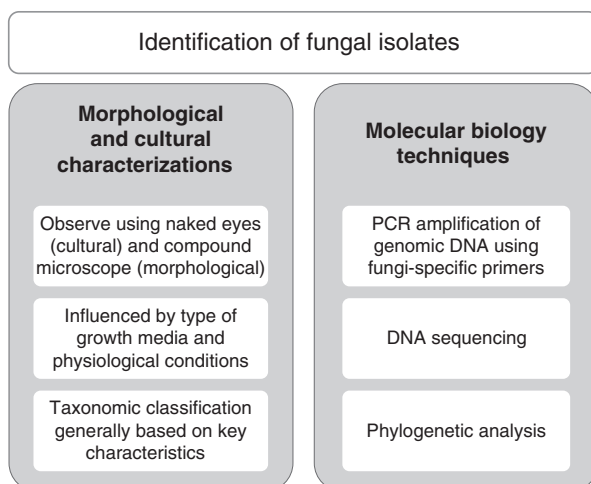 Identification of fungal isolates
Morphological
and cultural
characterizations
Observe using naked eyes
(cultural) and compound
microscope (morphological)
Influenced by type of
growth media and
physiological conditions
Taxonomic classification
generally based on key
characteristics
Molecular biology
techniques
PCR amplification of
genomic DNA using
fungi-specific primers
DNA sequencing
Phylogenetic analysis